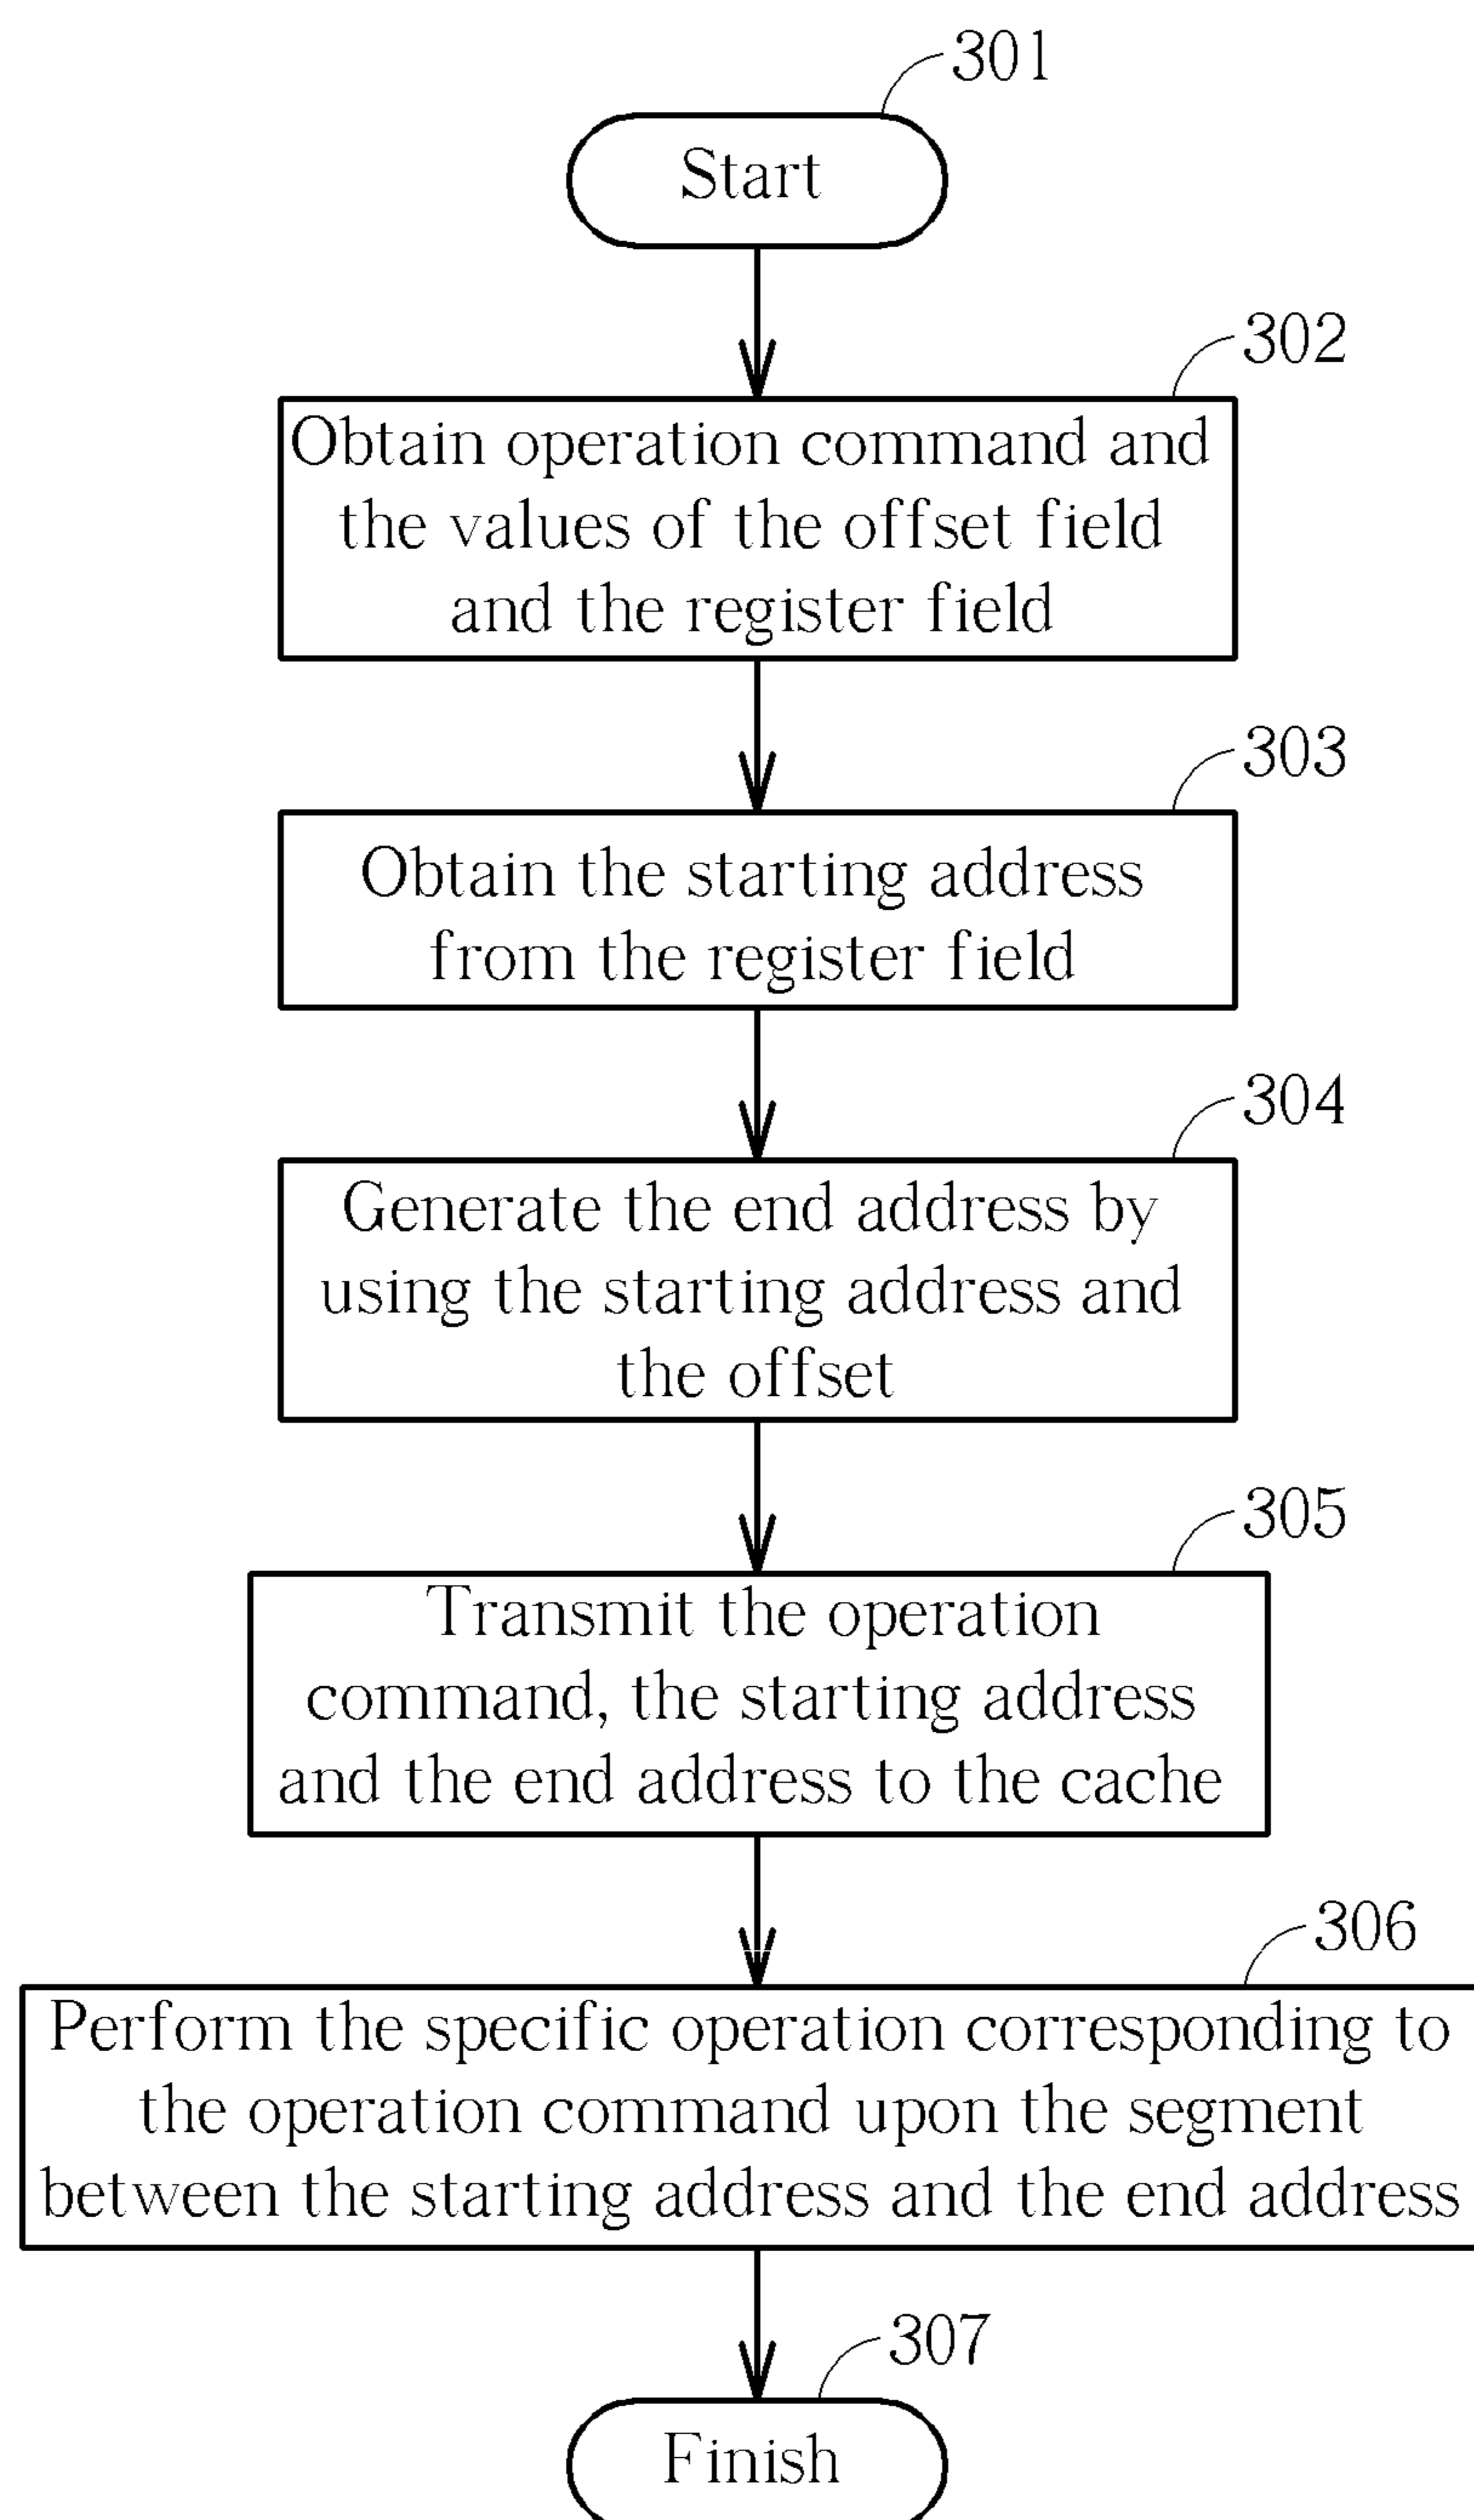 301
Start
302
Obtain operation command and
the values of the offset field
and the register field
303
Obtain the starting address
from the register field
304
Generate the end address by
using the starting address and
the offset
305
Transmit the operation
command, the starting address
and the end address to the cache
306
Perform the specific operation corresponding to
the operation command upon the segment
between the starting address and the end address
307
Finish